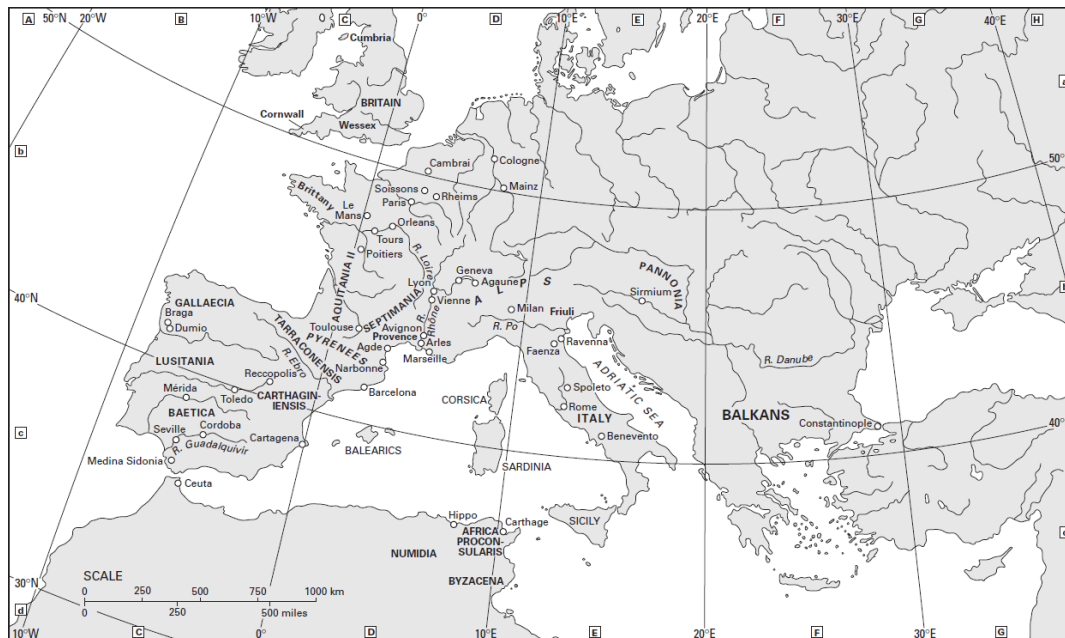 A 50°N 20°W B 10°W 0 C 0° D 10°E E 20°E F 30°E G 40°E H
Cumbria
a
BRITAIN
Cornwall
Wessex
b
50°
Cambrai
Cologne
Mainz
Soissons
Rheims
Paris
Brittany
Le
Mans
Orleans
Tours
Poitiers
R. Loire
AQUITANIA II
Geneva
Agaune
ALPS
PANNONIA
Lyon
Vienne
Sirmium
b
40°N
GALLAECIA
Braga
Dumio
SEPTIMANIA
R.
Rhône
Milan
Friuli
Toulouse
Avignon
Provence
Arles
R. Po
Ravenna
Faenza
TARRACONENSIS
PYRENEES
Agde
Marseille
Narbonne
R. Ebro
LUSITANIA
Reccopolis
Barcelona
R. Danube
ADRIATIC SEA
Mérida
Toledo
CARTHAGIN-
IENSIS
CORSICA
Spoleto
Rome
ITALY
BALKANS
Constantinople
BAETICA
Seville
Cordoba
c
Cartagena
R. Guadalquivir
BALEARICS
Benevento
40°
Medina Sidonia
SARDINIA
Ceuta
Hippo
Carthage
SICILY
AFRICA
PROCON-
SULARIS
NUMIDIA
BYZACENA
c
30°N
SCALE
0 250 500 750 1000 km
0 250 500 miles
d
10°W C 0° D 10°E E 20°E F 30°E G